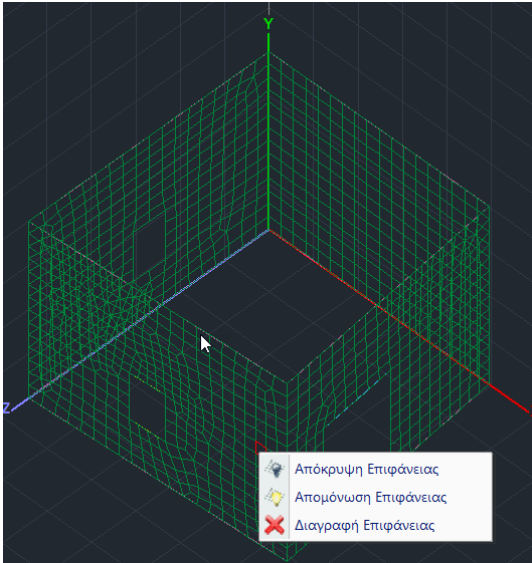 Y
Z
Απόκρυψη Επιφάνειας
Απομόνωση Επιφάνειας
Διαγραφή Επιφάνειας